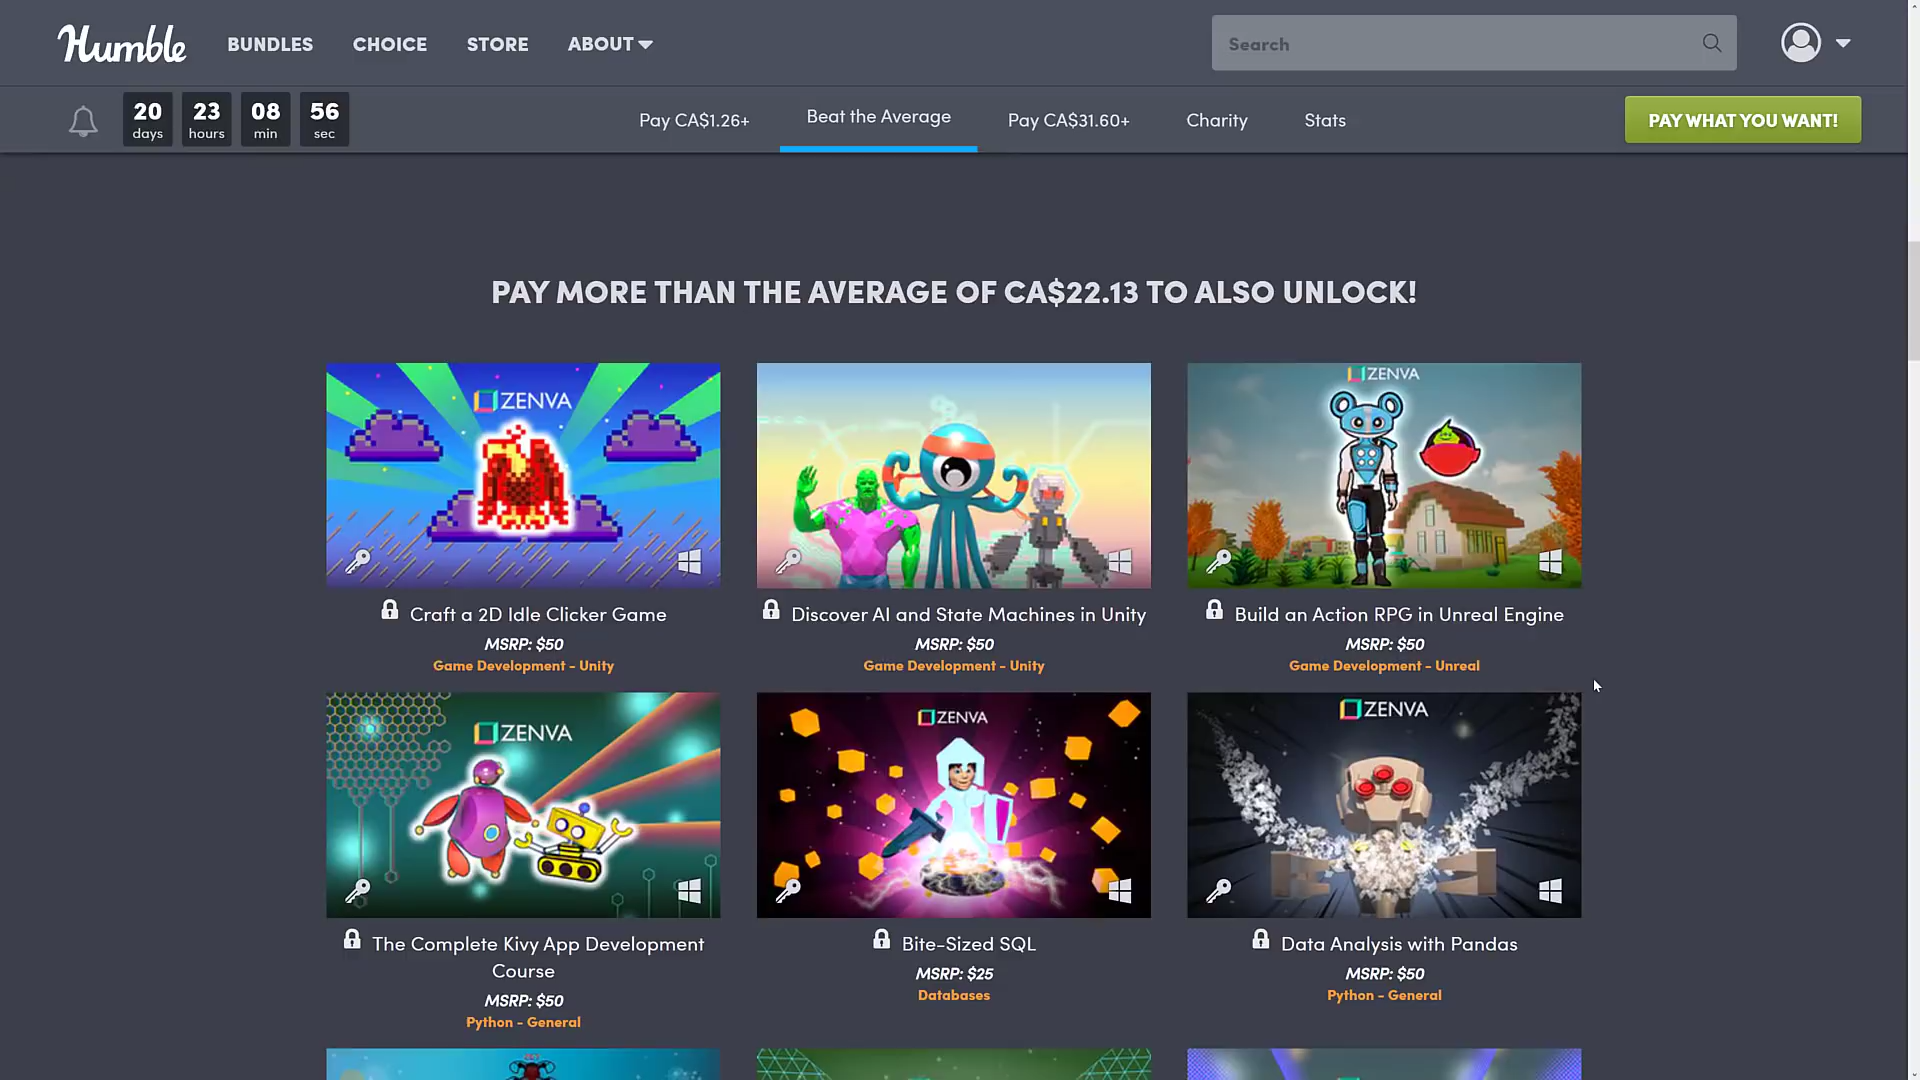 Humble
BUNDLES
CHOICE
STORE
ABOUT
Search
20 days
23 hours
08 min
56 sec
Pay CA$1.26+
Beat the Average
Pay CA$31.60+
Charity
Stats
PAY WHAT YOU WANT!
PAY MORE THAN THE AVERAGE OF CA$22.13 TO ALSO UNLOCK!
ZENVA
ZENVA
Craft a 2D Idle Clicker Game
MSRP: $50
Game Development - Unity
Discover AI and State Machines in Unity
MSRP: $50
Game Development - Unity
Build an Action RPG in Unreal Engine
MSRP: $50
Game Development - Unreal
ZENVA
ZENVA
ZENVA
The Complete Kivy App Development
Course
MSRP: $50
Python - General
Bite-Sized SQL
MSRP: $25
Databases
Data Analysis with Pandas
MSRP: $50
Python - General